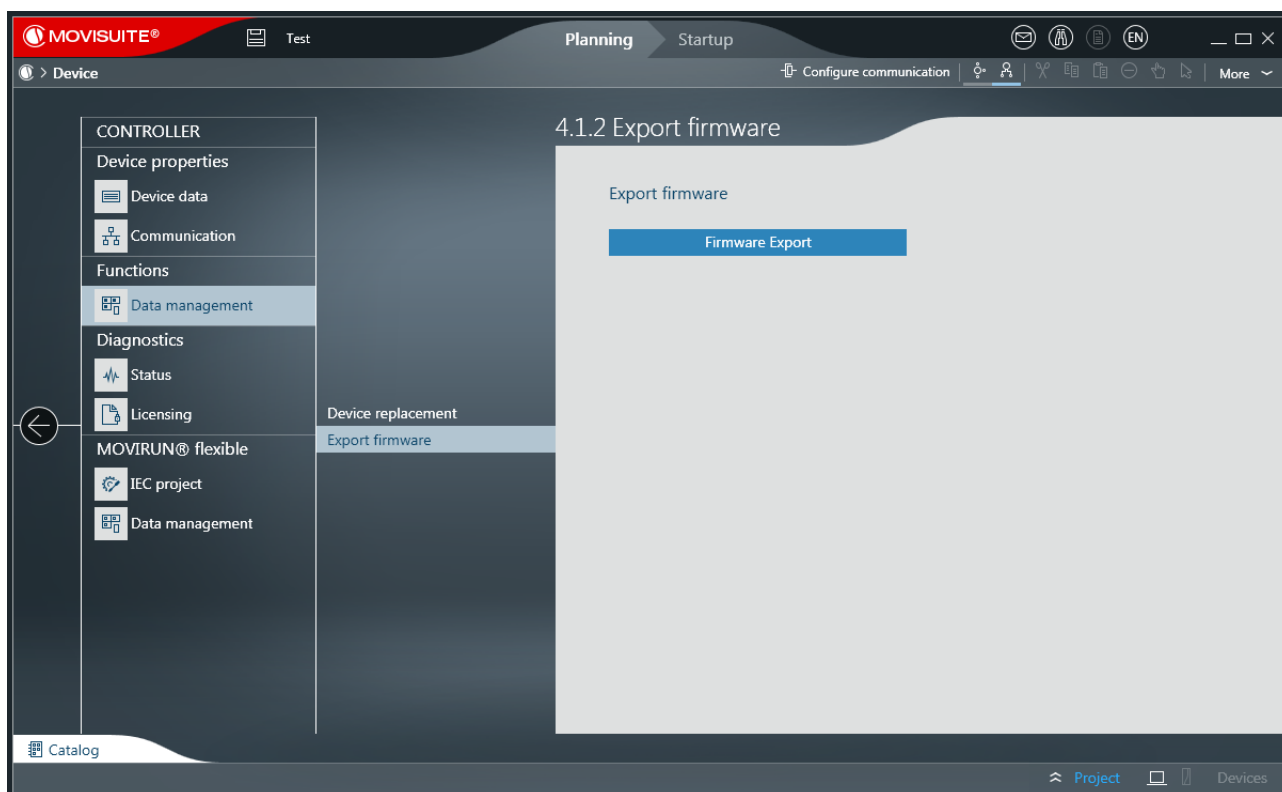 MOVISUITE® Test Planning Startup EN
> Device Configure communication More
CONTROLLER
Device properties
Device data
Communication
Functions
Data management
Diagnostics
Status
Licensing
MOVIRUN® flexible
IEC project
Data management
Device replacement
Export firmware
4.1.2 Export firmware
Export firmware
Firmware Export
Catalog
Project Devices